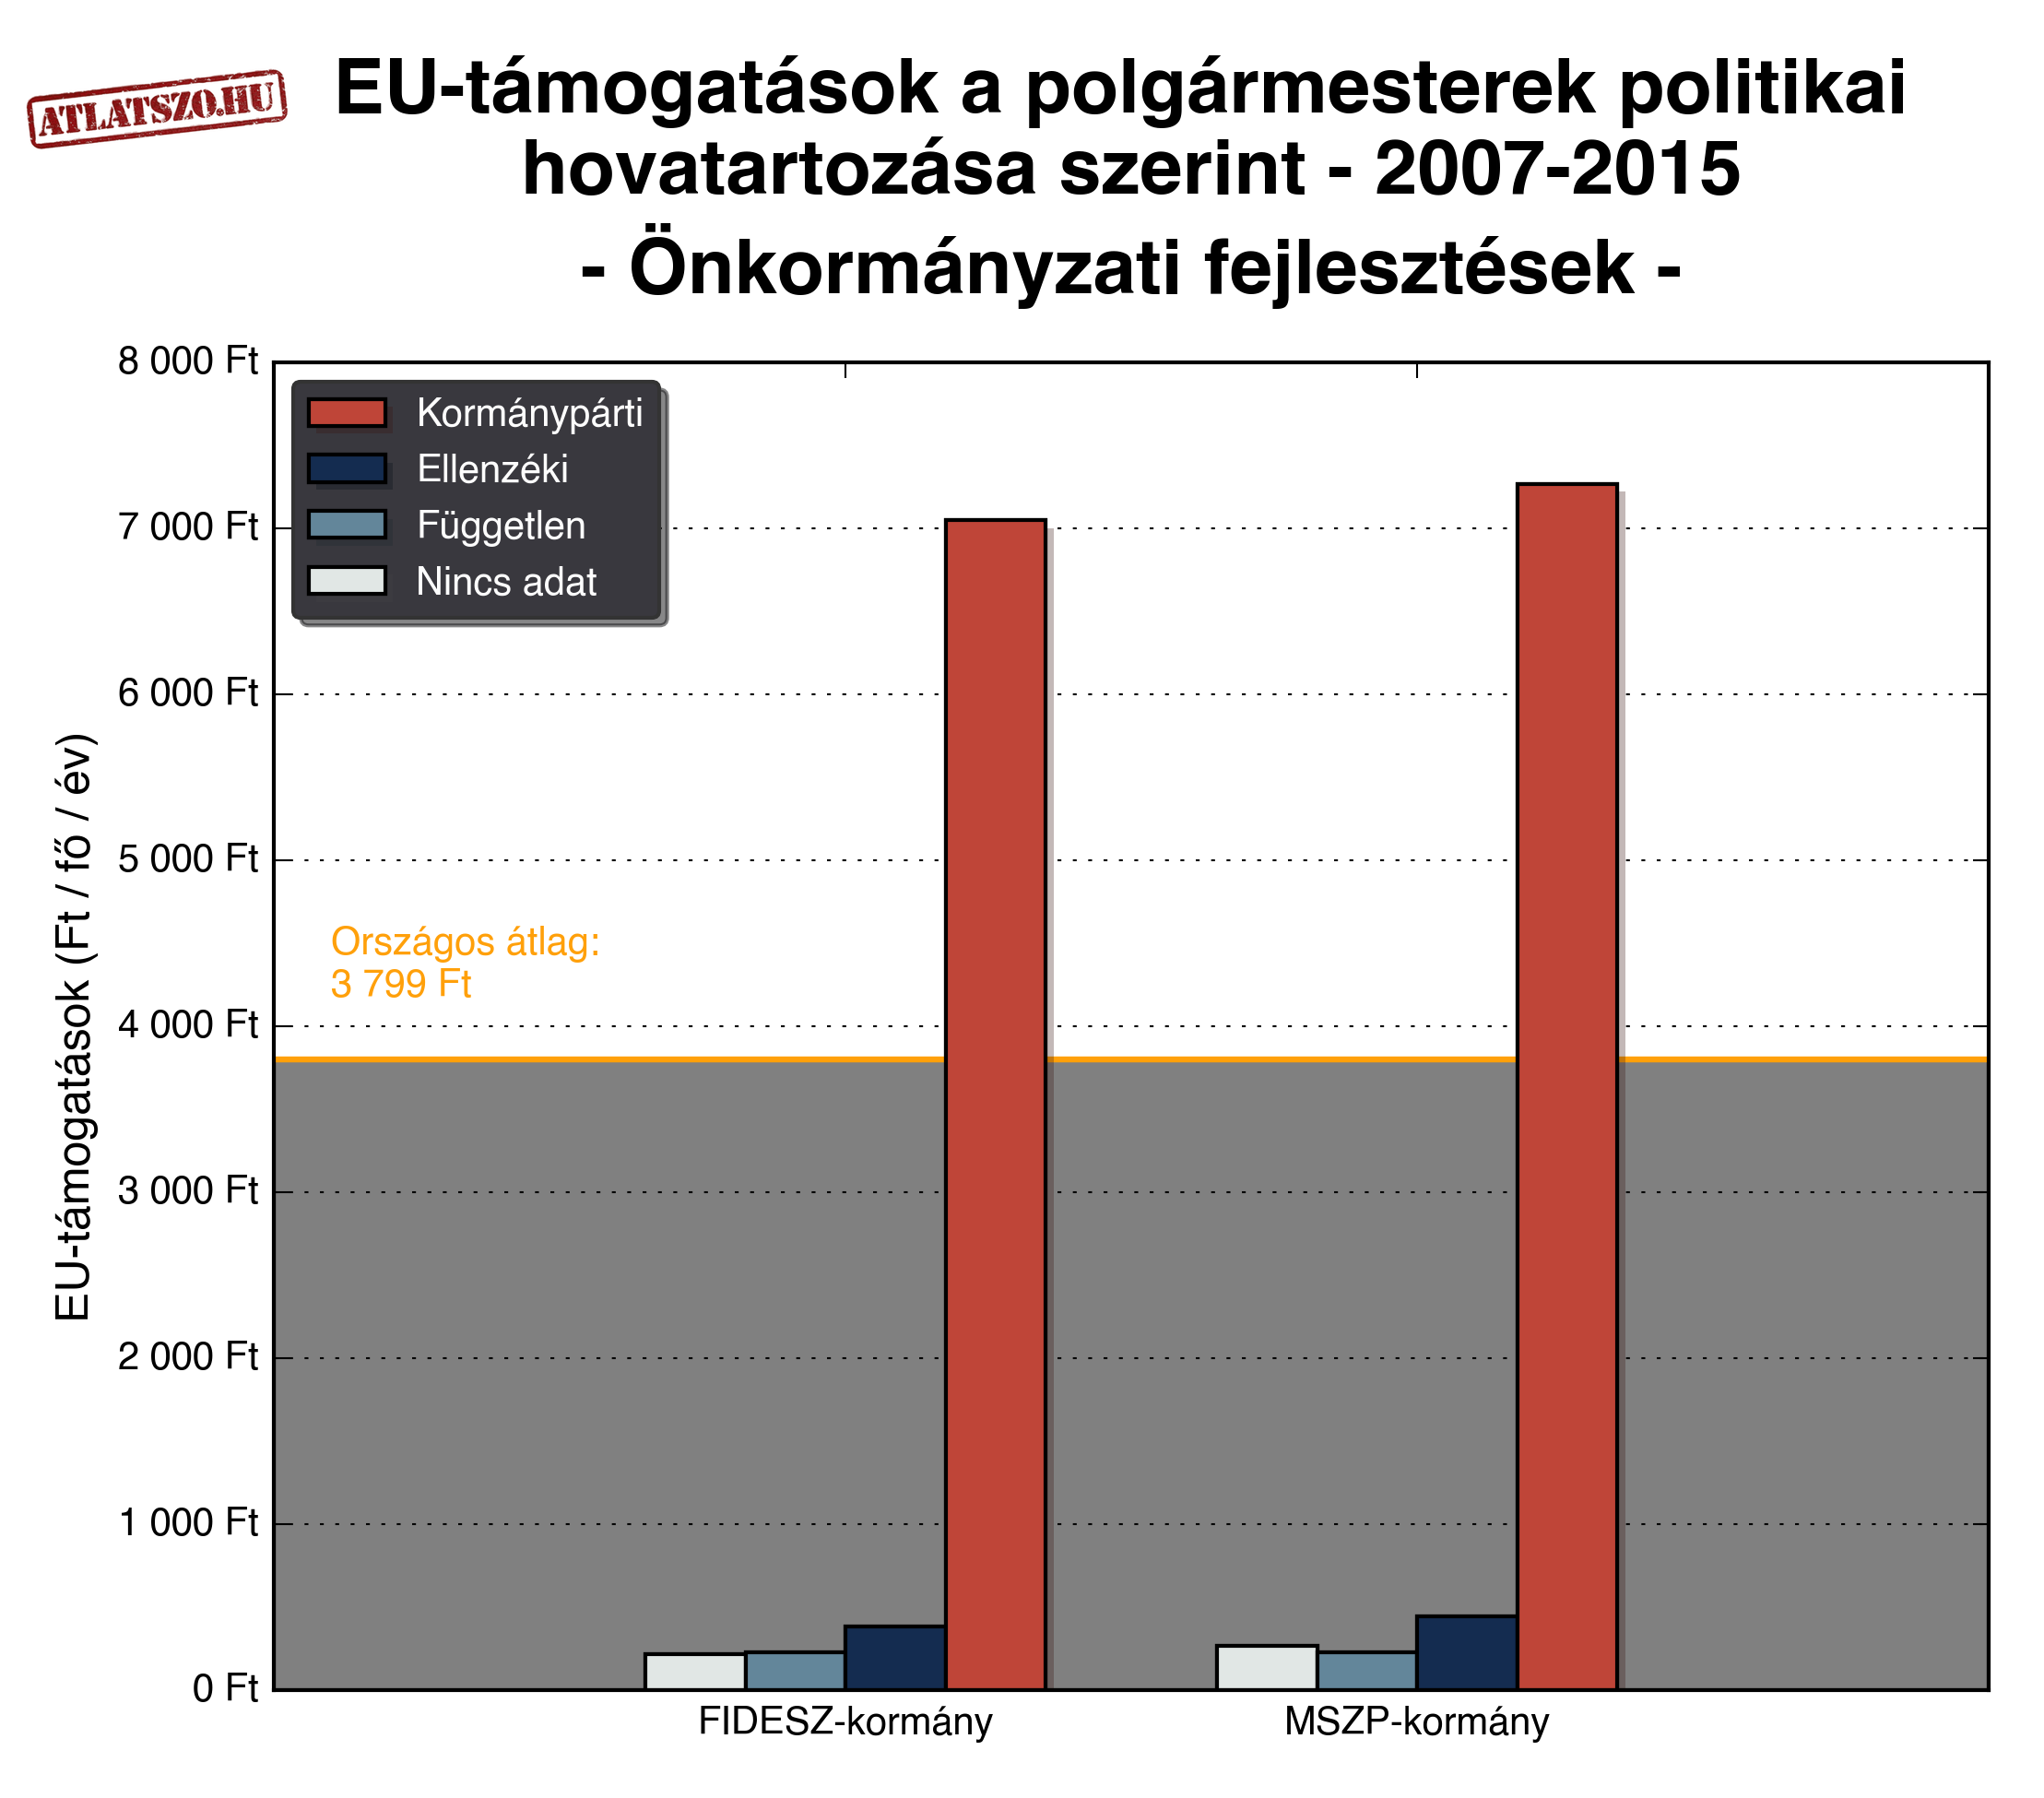 ATLATSZO.HU
EU-támogatások a polgármesterek politikai
hovatartozása szerint - 2007-2015
- Önkormányzati fejlesztések -
EU-támogatások (Ft / fő / év)
8 000 Ft
7 000 Ft
6 000 Ft
5 000 Ft
4 000 Ft
3 000 Ft
2 000 Ft
1 000 Ft
0 Ft
Kormánypárti
Ellenzéki
Független
Nincs adat
Országos átlag:
3 799 Ft
FIDESZ-kormány
MSZP-kormány